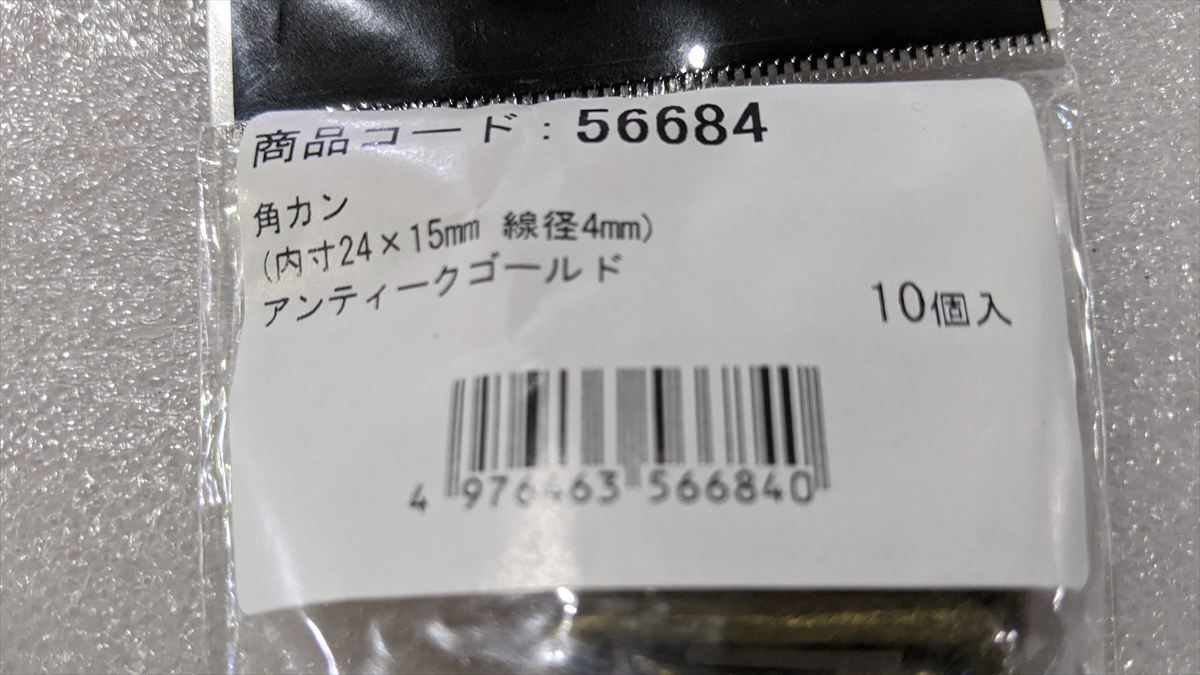 商品コード：56684
角カン
(内寸24×15mm 線径4mm)
アンティークゴールド
10個入
4 976463 566840